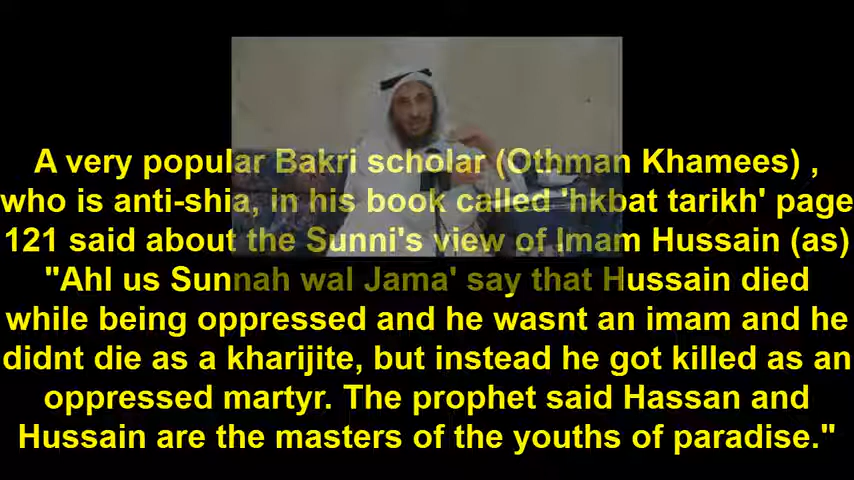 A very popular Bakri scholar (Othman Khamees) ,
who is anti-shia, in his book called 'hkbat tarikh' page
121 said about the Sunni's view of Imam Hussain (as)
"Ahl us Sunnah wal Jama' say that Hussain died
while being oppressed and he wasnt an imam and he
didnt die as a kharijite, but instead he got killed as an
oppressed martyr. The prophet said Hassan and
Hussain are the masters of the youths of paradise."